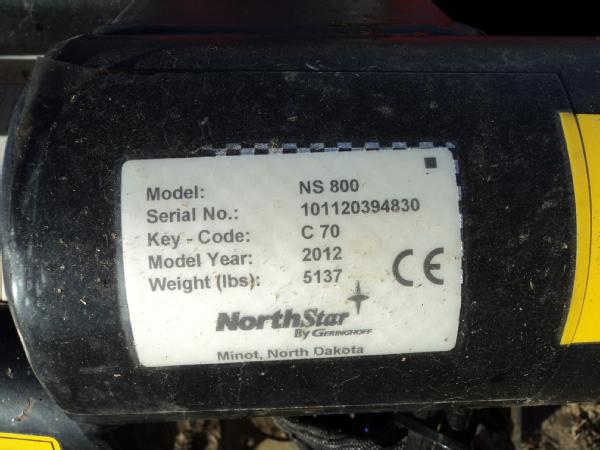 Model: NS 800
Serial No.: 101120394830
Key - Code: C 70
Model Year: 2012
Weight (lbs): 5137
CE
NorthStar
By GERINGHOFF
Minot, North Dakota